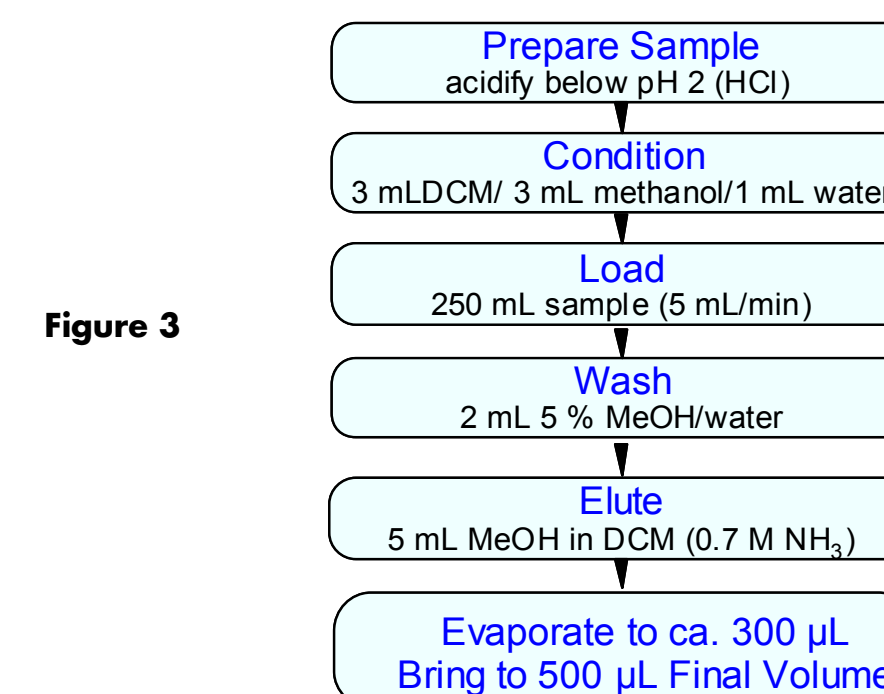 Prepare Sample
acidify below pH 2 (HCl)
Condition
3 mLDCM/ 3 mL methanol/1 mL water
Load
250 mL sample (5 mL/min)
Figure 3
Wash
2 mL 5 % MeOH/water
Elute
5 mL MeOH in DCM (0.7 M NH₃)
Evaporate to ca. 300 µL
Bring to 500 µL Final Volume